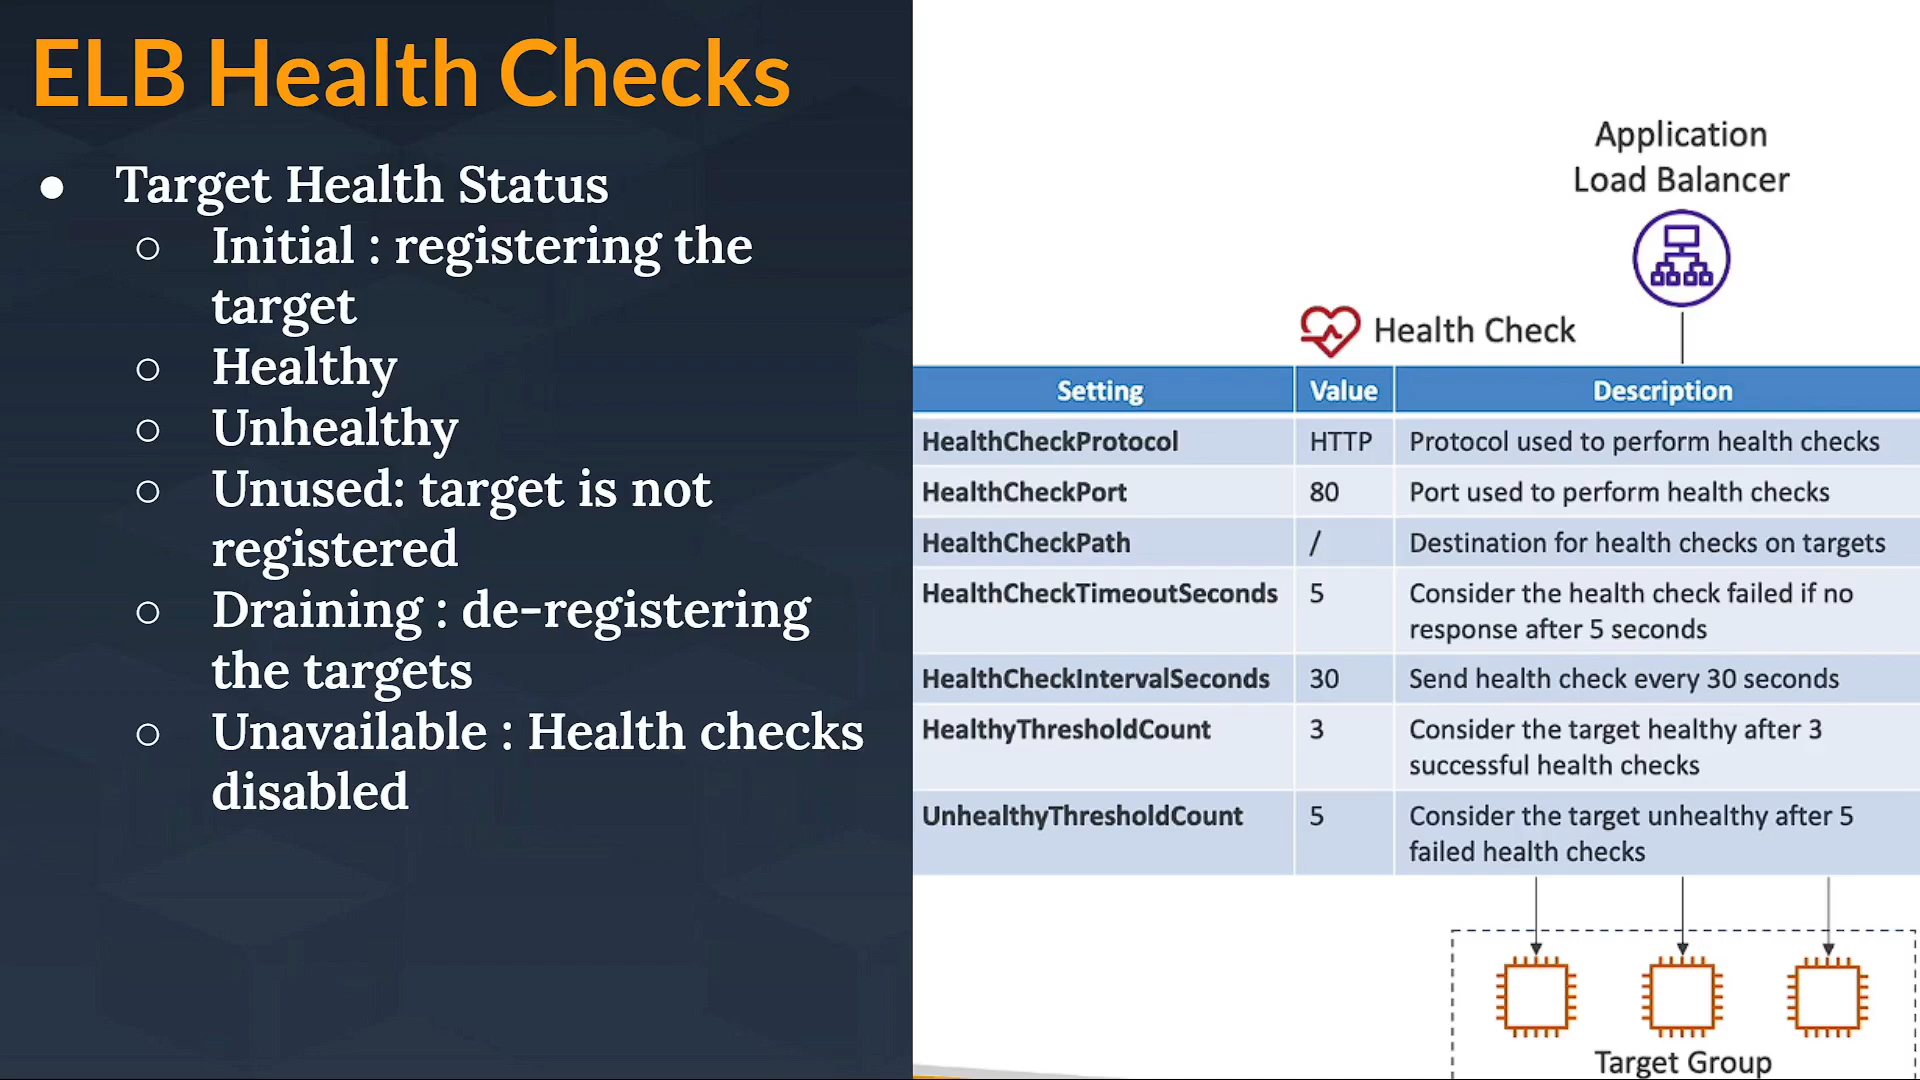 ELB Health Checks
● Target Health Status
○ Initial : registering the
target
○ Healthy
○ Unhealthy
○ Unused: target is not
registered
○ Draining : de-registering
the targets
○ Unavailable : Health checks
disabled
Application
Load Balancer
Health Check
Setting Value Description
HealthCheckProtocol HTTP Protocol used to perform health checks
HealthCheckPort 80 Port used to perform health checks
HealthCheckPath / Destination for health checks on targets
HealthCheckTimeoutSeconds 5 Consider the health check failed if no
response after 5 seconds
HealthCheckIntervalSeconds 30 Send health check every 30 seconds
HealthyThresholdCount 3 Consider the target healthy after 3
successful health checks
UnhealthyThresholdCount 5 Consider the target unhealthy after 5
failed health checks
Target Group